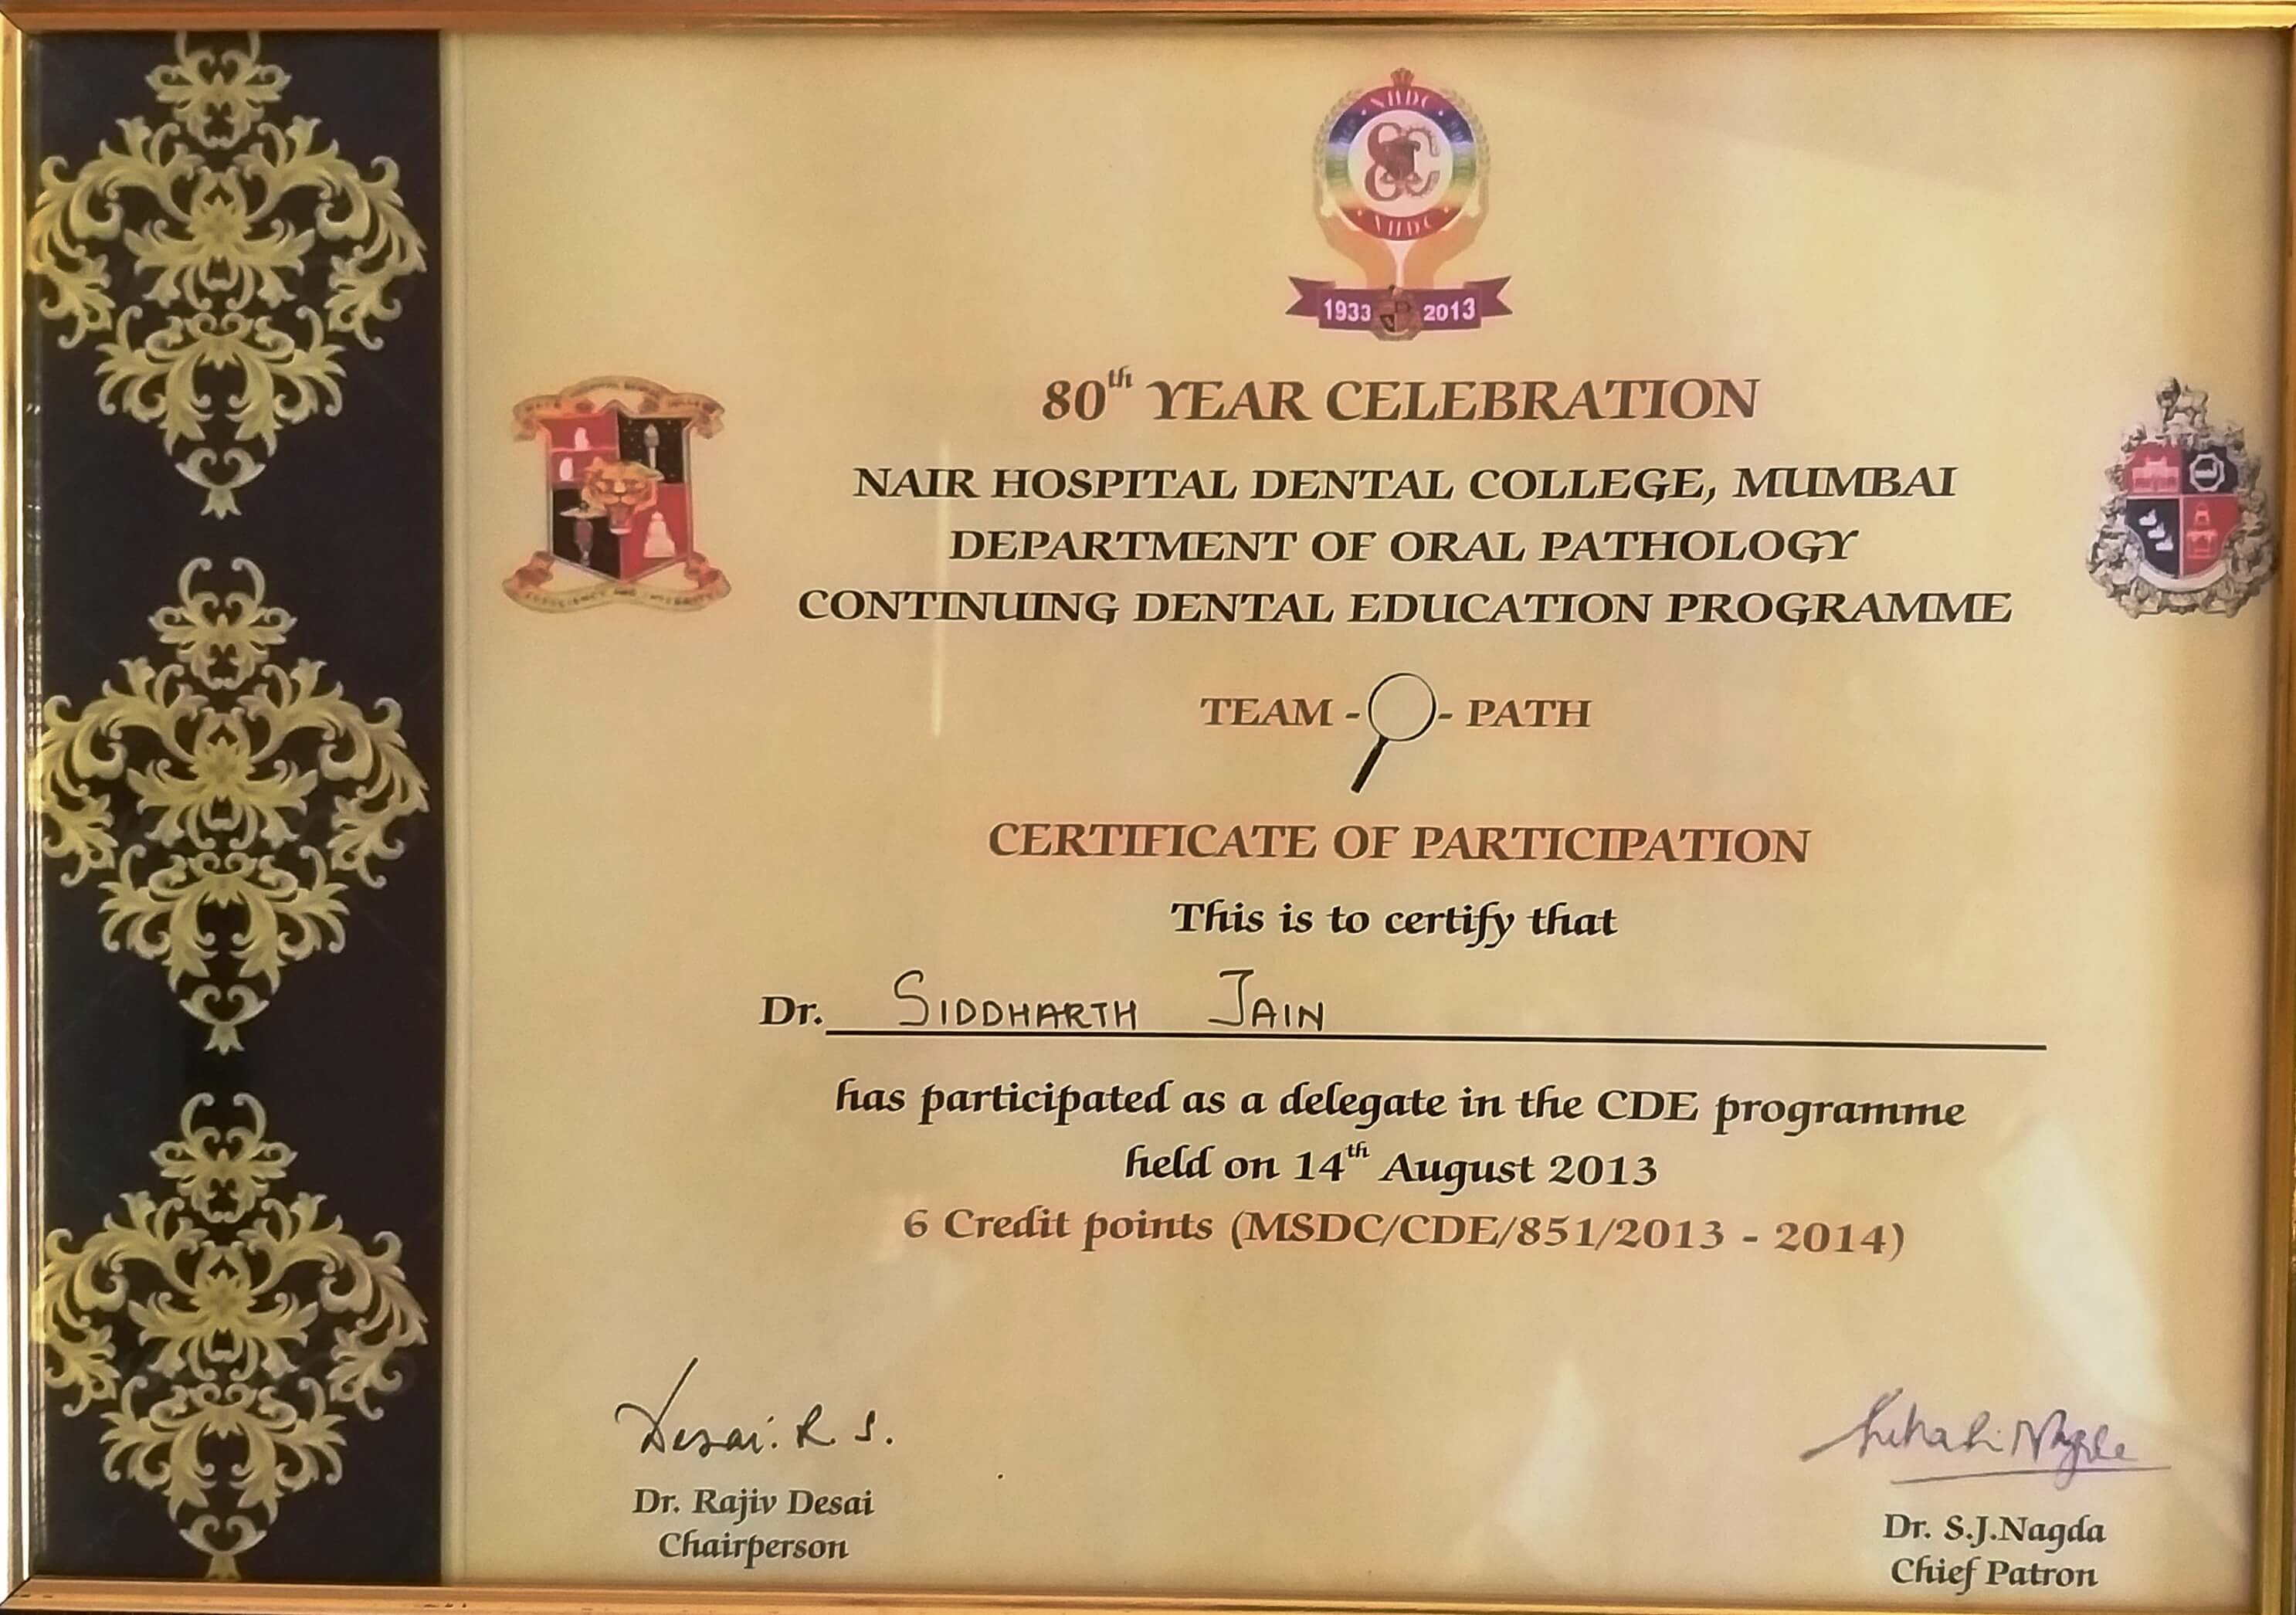 NHDC
80
NHDC
1933 2013
80th YEAR CELEBRATION
NAIR HOSPITAL DENTAL COLLEGE, MUMBAI
DEPARTMENT OF ORAL PATHOLOGY
CONTINUING DENTAL EDUCATION PROGRAMME
TEAM - O - PATH
CERTIFICATE OF PARTICIPATION
This is to certify that
Dr. SIDDHARTH JAIN
has participated as a delegate in the CDE programme
held on 14th August 2013
6 Credit points (MSDC/CDE/851/2013 - 2014)
Desai. R. S.
Dr. Rajiv Desai
Chairperson
Nagda
Dr. S.J.Nagda
Chief Patron